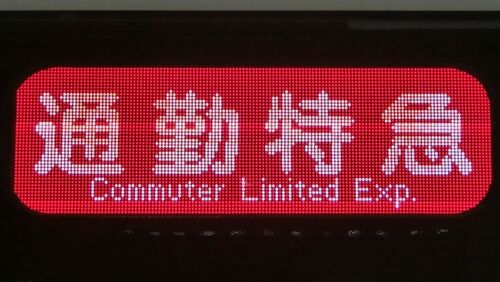 通勤特急
Commuter Limited Exp.